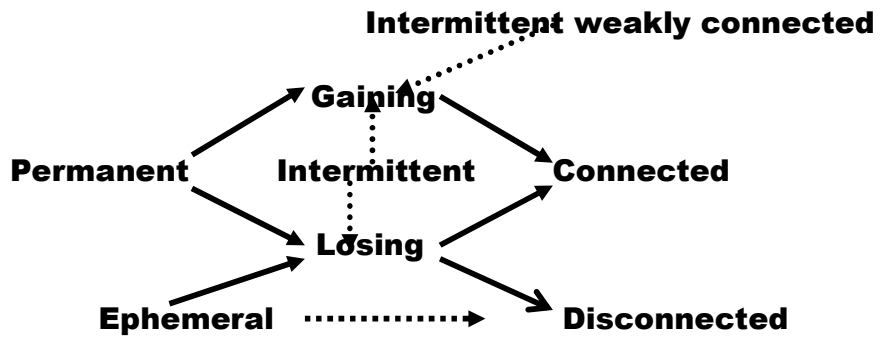 Intermittent weakly connected
Gaining
Permanent Intermittent Connected
Losing
Ephemeral Disconnected